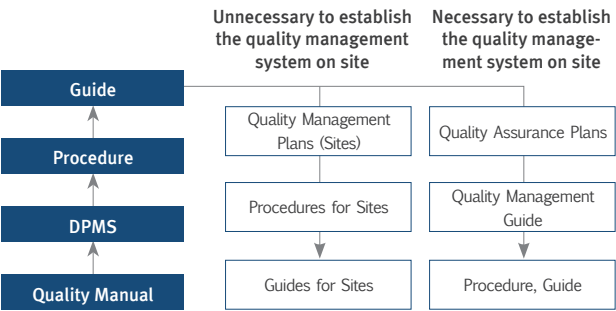 Unnecessary to establish
the quality management
system on site
Necessary to establish
the quality manage-
ment system on site
Guide
Procedure
DPMS
Quality Manual
Quality Management
Plans (Sites)
Procedures for Sites
Guides for Sites
Quality Assurance Plans
Quality Management
Guide
Procedure, Guide